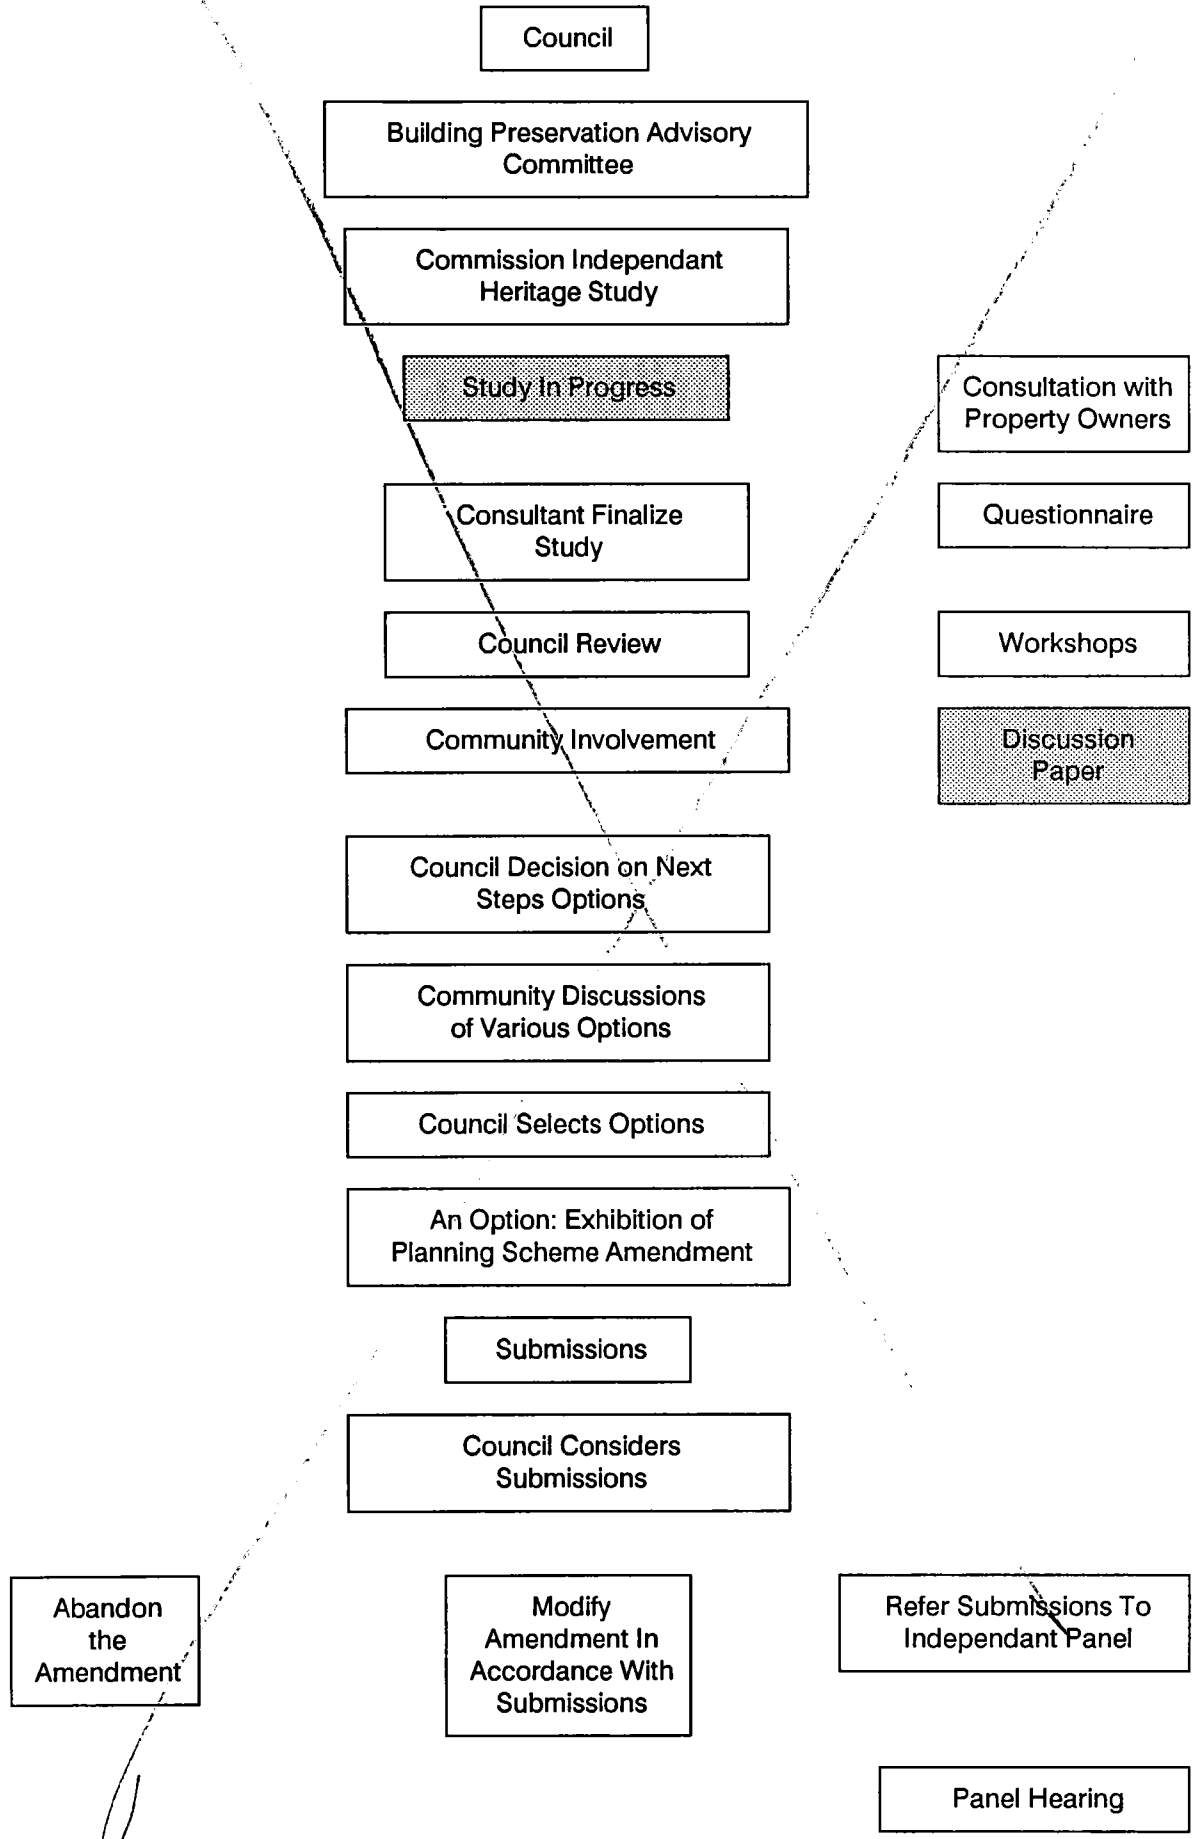 Council
Building Preservation Advisory
Committee
Commission Independant
Heritage Study
Study In Progress
Consultation with
Property Owners
Consultant Finalize
Study
Questionnaire
Council Review
Workshops
Community Involvement
Discussion
Paper
Council Decision on Next
Steps Options
Community Discussions
of Various Options
Council Selects Options
An Option: Exhibition of
Planning Scheme Amendment
Submissions
Council Considers
Submissions
Abandon
the
Amendment
Modify
Amendment In
Accordance With
Submissions
Refer Submissions To
Independant Panel
Panel Hearing